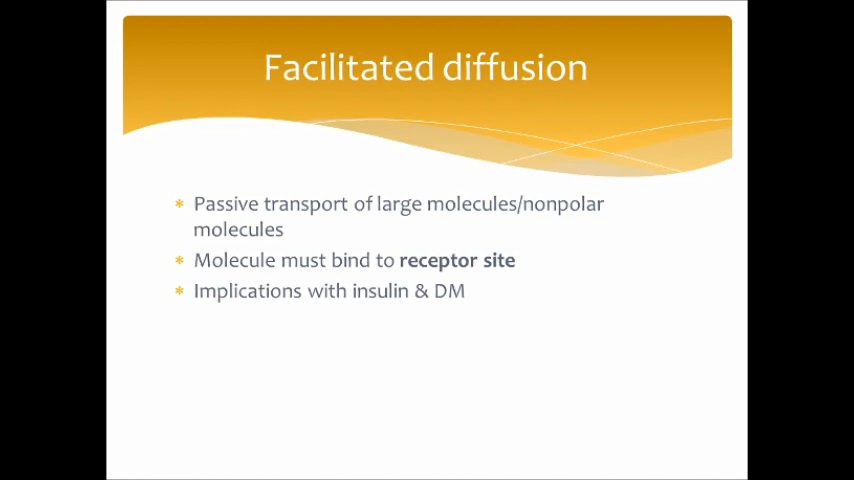 Facilitated diffusion
* Passive transport of large molecules/nonpolar
molecules
* Molecule must bind to receptor site
* Implications with insulin & DM